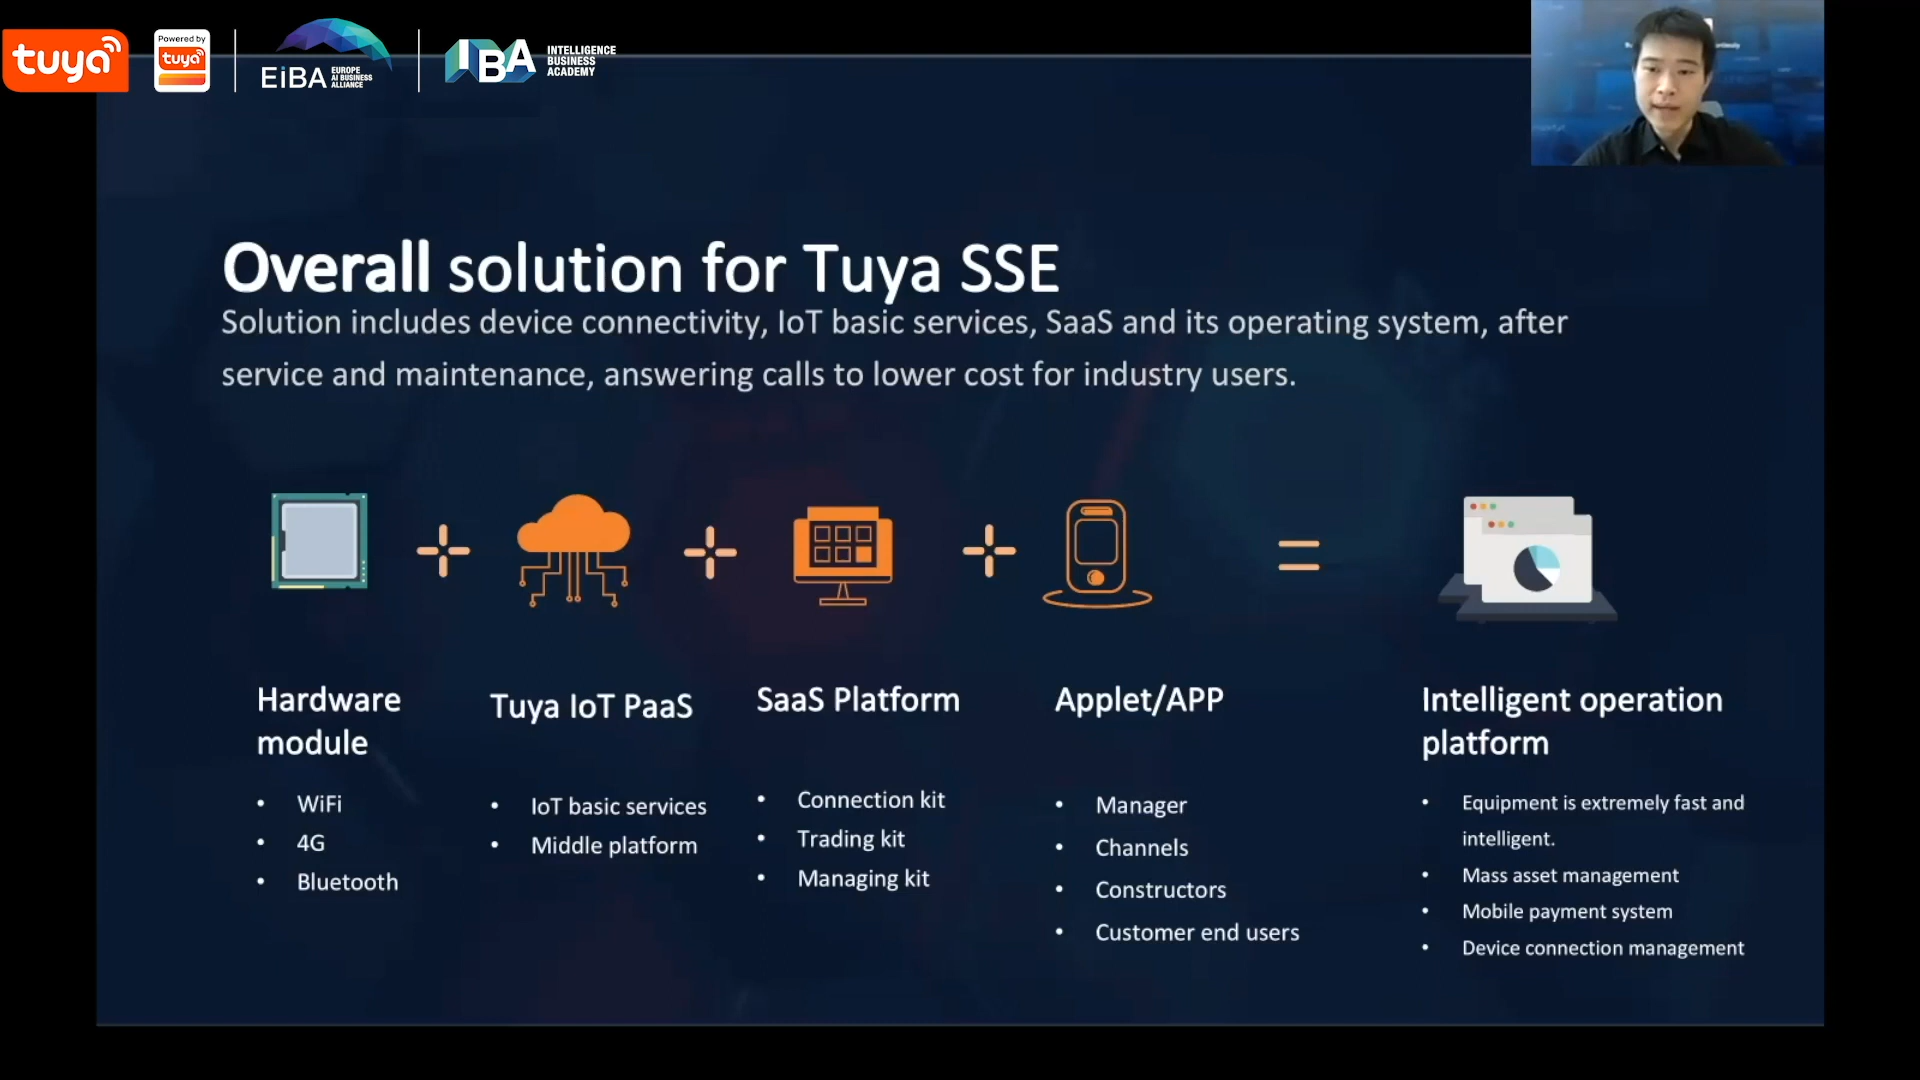 tuya
Powered by
tuya
EiBA EUROPE
AI BUSINESS
ALLIANCE
IBA INTELLIGENCE
BUSINESS
ACADEMY
Overall solution for Tuya SSE
Solution includes device connectivity, IoT basic services, SaaS and its operating system, after
service and maintenance, answering calls to lower cost for industry users.
Hardware
module
• WiFi
• 4G
• Bluetooth
Tuya IoT PaaS
• IoT basic services
• Middle platform
SaaS Platform
• Connection kit
• Trading kit
• Managing kit
Applet/APP
• Manager
• Channels
• Constructors
• Customer end users
Intelligent operation
platform
• Equipment is extremely fast and
intelligent.
• Mass asset management
• Mobile payment system
• Device connection management